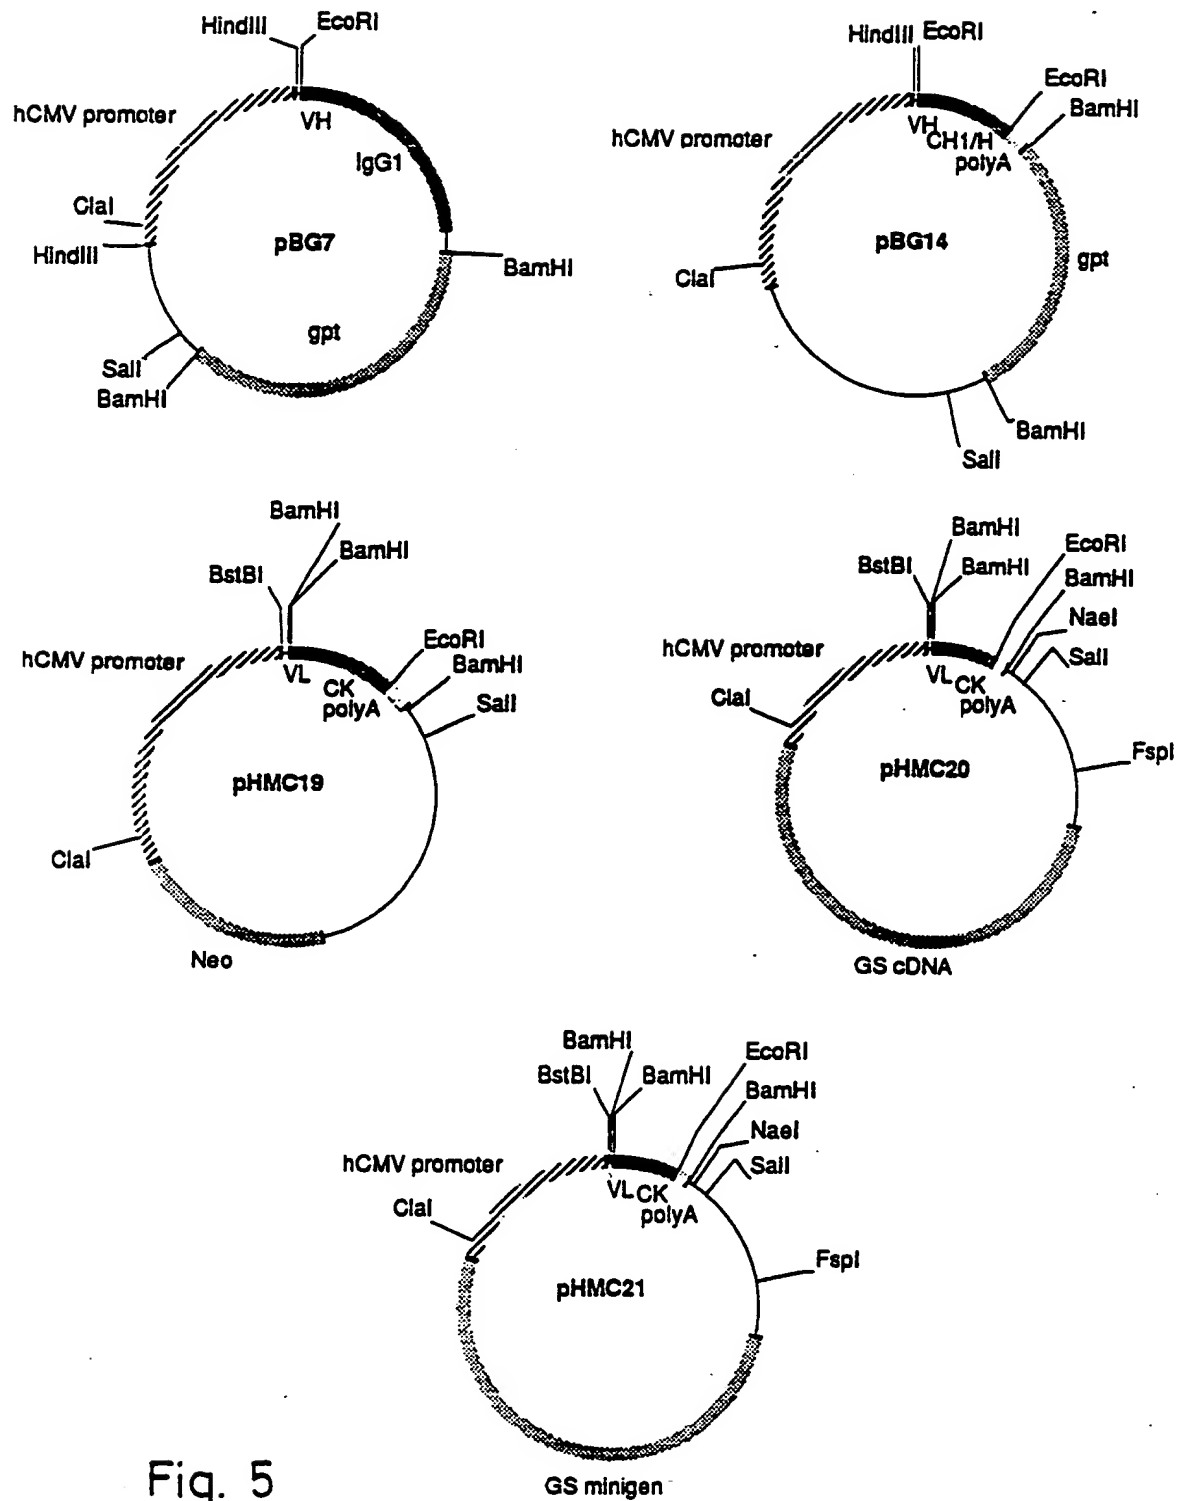 HindIII EcoRI
hCMV promoter
VH
IgG1
ClaI
HindIII
pBG7
BamHI
gpt
SalI
BamHI
HindIII EcoRI
EcoRI
BamHI
hCMV promoter
VH
CH1/H
polyA
pBG14
gpt
ClaI
BamHI
SalI
BamHI
BamHI
BstBI
EcoRI
hCMV promoter
BamHI
VL
CK
polyA
SalI
pHMC19
ClaI
Neo
BamHI
EcoRI
BstBI
BamHI
BamHI
NaeI
hCMV promoter
SalI
VL
CK
polyA
ClaI
FspI
pHMC20
GS cDNA
BamHI
EcoRI
BstBI
BamHI
BamHI
NaeI
hCMV promoter
SalI
VL
CK
polyA
ClaI
FspI
pHMC21
GS minigen
Fig. 5